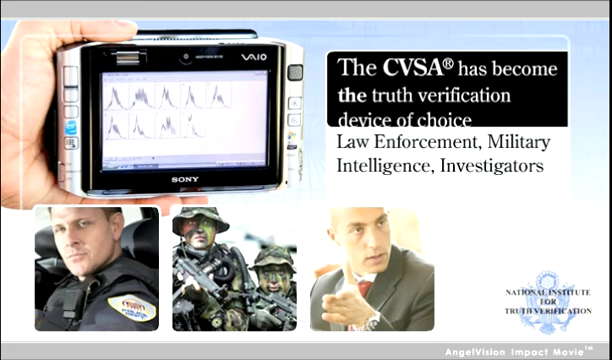 VAIO
SONY
The CVSA® has become
the truth verification
device of choice
Law Enforcement, Military
Intelligence, Investigators
NATIONAL INSTITUTE
FOR
TRUTH VERIFICATION
AngelVision Impact Movie™